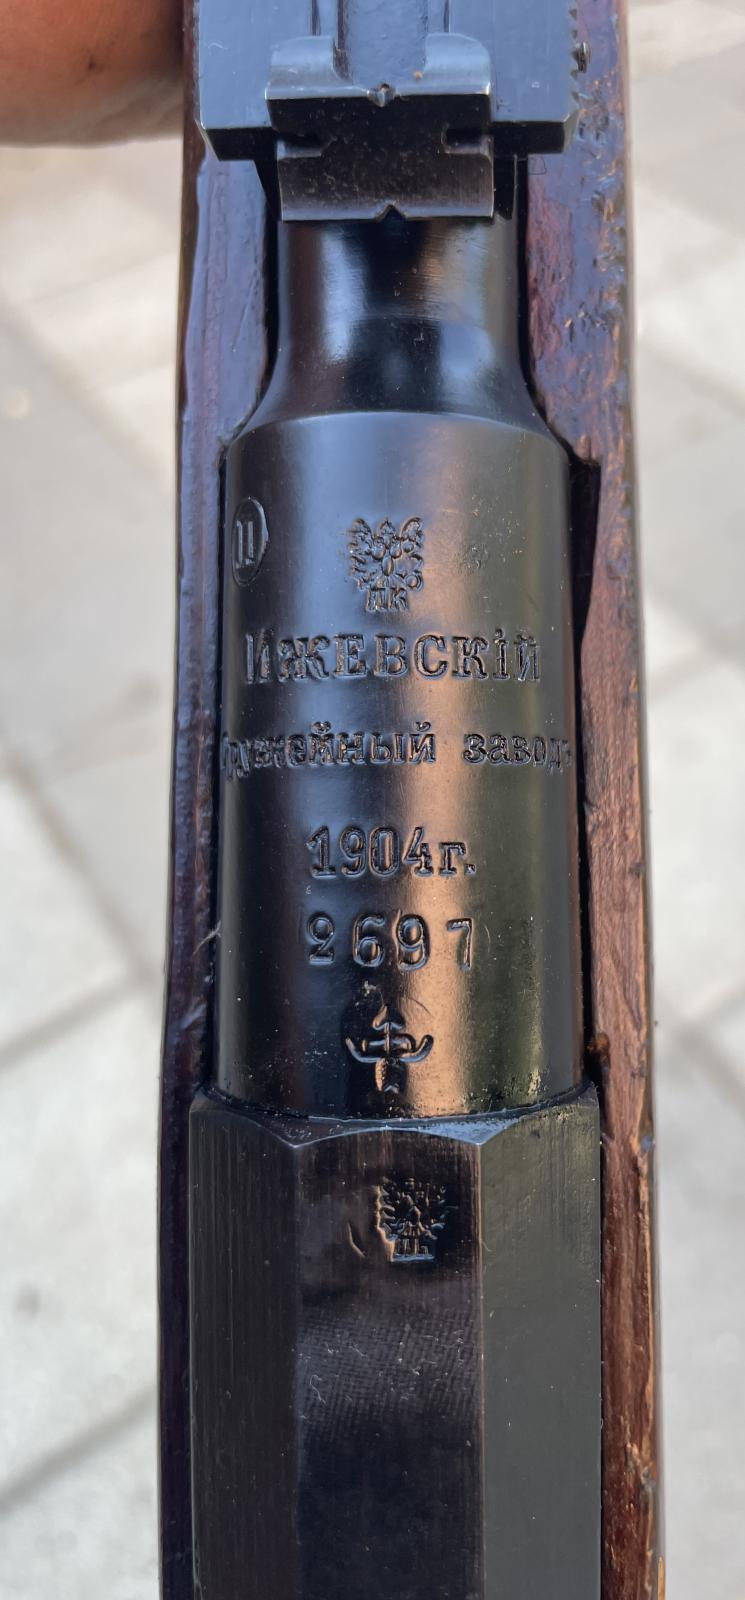 П
ПК
ИЖЕВСКІЙ
Оружейный заводъ
1904г.
2697